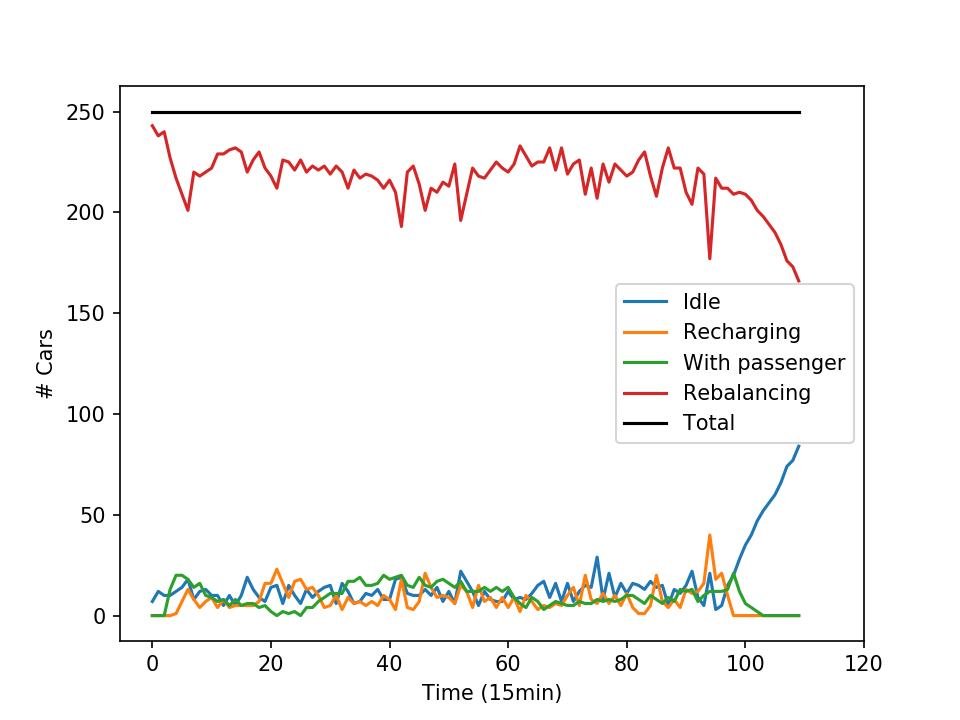 250
200
150
100
50
0
# Cars
Idle
Recharging
With passenger
Rebalancing
Total
0 20 40 60 80 100 120
Time (15min)